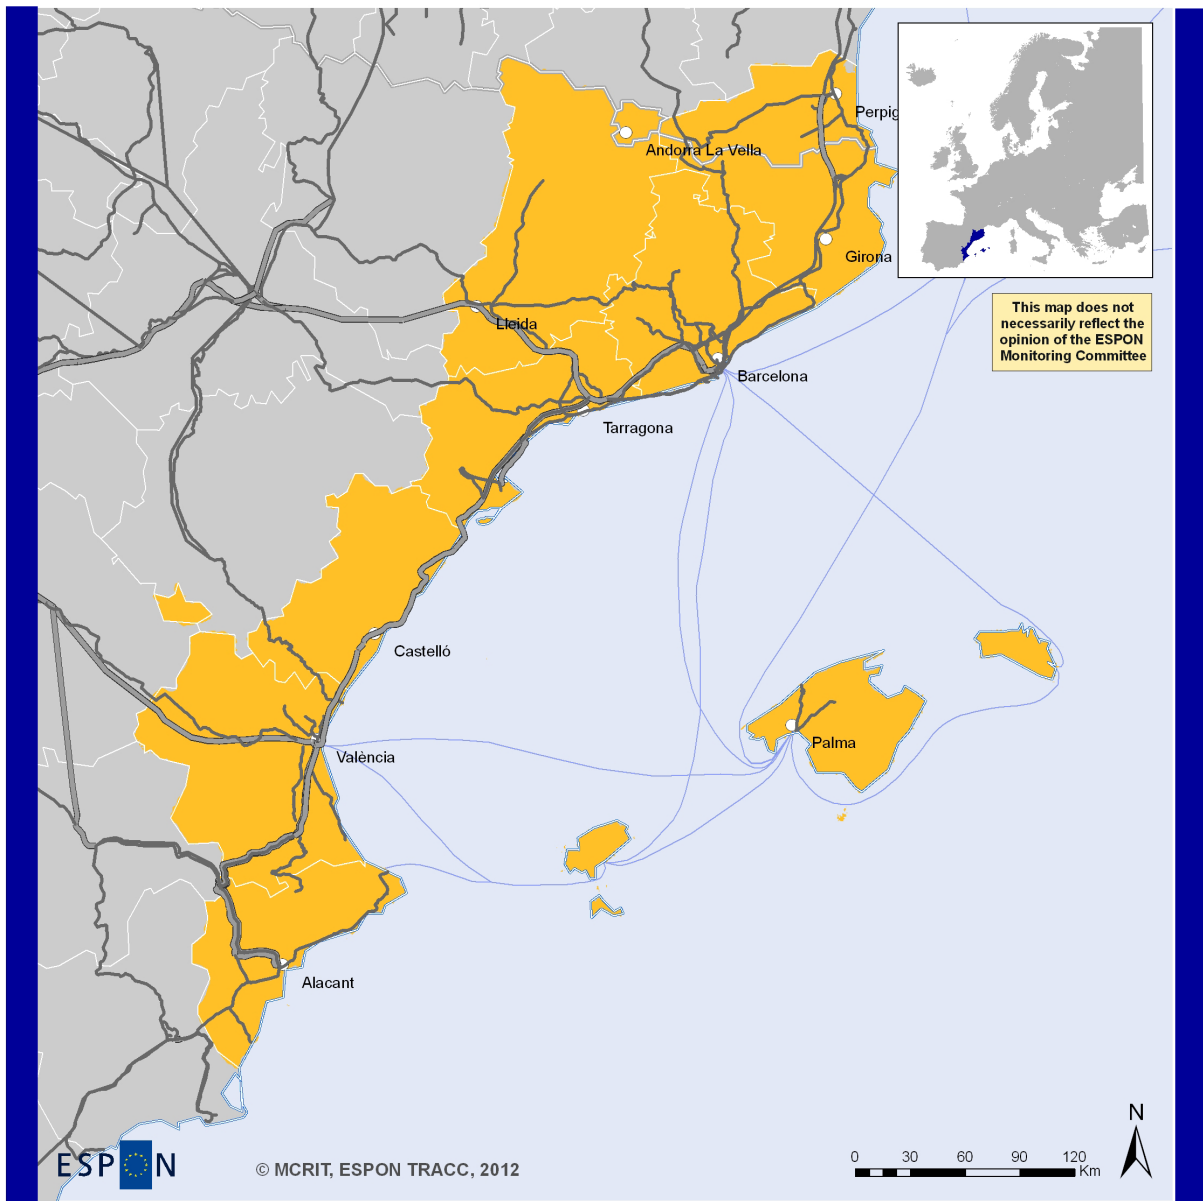 Perpig
Andorra La Vella
Girona
This map does not
necessarily reflect the
opinion of the ESPON
Monitoring Committee
Lleida
Barcelona
Tarragona
Castelló
Palma
València
Alacant
N
ESPON
© MCRIT, ESPON TRACC, 2012
0 30 60 90 120
Km